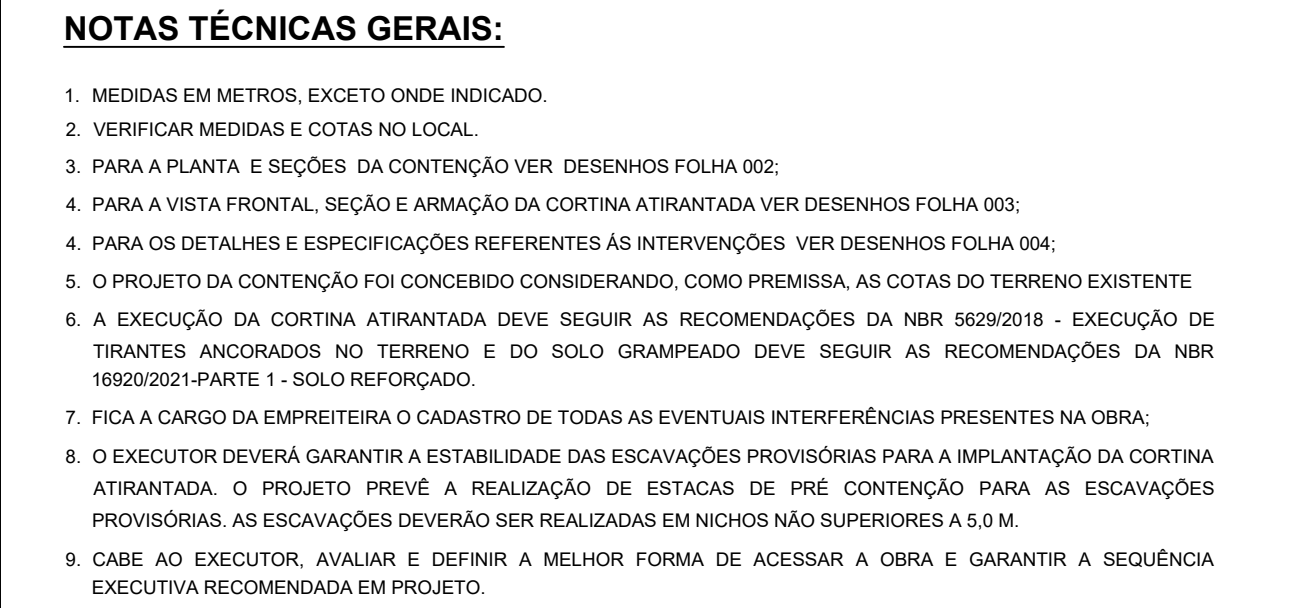 NOTAS TÉCNICAS GERAIS:
1. MEDIDAS EM METROS, EXCETO ONDE INDICADO.
2. VERIFICAR MEDIDAS E COTAS NO LOCAL.
3. PARA A PLANTA E SEÇÕES DA CONTENÇÃO VER DESENHOS FOLHA 002;
4. PARA A VISTA FRONTAL, SEÇÃO E ARMAÇÃO DA CORTINA ATIRANTADA VER DESENHOS FOLHA 003;
4. PARA OS DETALHES E ESPECIFICAÇÕES REFERENTES ÁS INTERVENÇÕES VER DESENHOS FOLHA 004;
5. O PROJETO DA CONTENÇÃO FOI CONCEBIDO CONSIDERANDO, COMO PREMISSA, AS COTAS DO TERRENO EXISTENTE
6. A EXECUÇÃO DA CORTINA ATIRANTADA DEVE SEGUIR AS RECOMENDAÇÕES DA NBR 5629/2018 - EXECUÇÃO DE
TIRANTES ANCORADOS NO TERRENO E DO SOLO GRAMPEADO DEVE SEGUIR AS RECOMENDAÇÕES DA NBR
16920/2021-PARTE 1 - SOLO REFORÇADO.
7. FICA A CARGO DA EMPREITEIRA O CADASTRO DE TODAS AS EVENTUAIS INTERFERÊNCIAS PRESENTES NA OBRA;
8. O EXECUTOR DEVERÁ GARANTIR A ESTABILIDADE DAS ESCAVAÇÕES PROVISÓRIAS PARA A IMPLANTAÇÃO DA CORTINA
ATIRANTADA. O PROJETO PREVÊ A REALIZAÇÃO DE ESTACAS DE PRÉ CONTENÇÃO PARA AS ESCAVAÇÕES
PROVISÓRIAS. AS ESCAVAÇÕES DEVERÃO SER REALIZADAS EM NICHOS NÃO SUPERIORES A 5,0 M.
9. CABE AO EXECUTOR, AVALIAR E DEFINIR A MELHOR FORMA DE ACESSAR A OBRA E GARANTIR A SEQUÊNCIA
EXECUTIVA RECOMENDADA EM PROJETO.